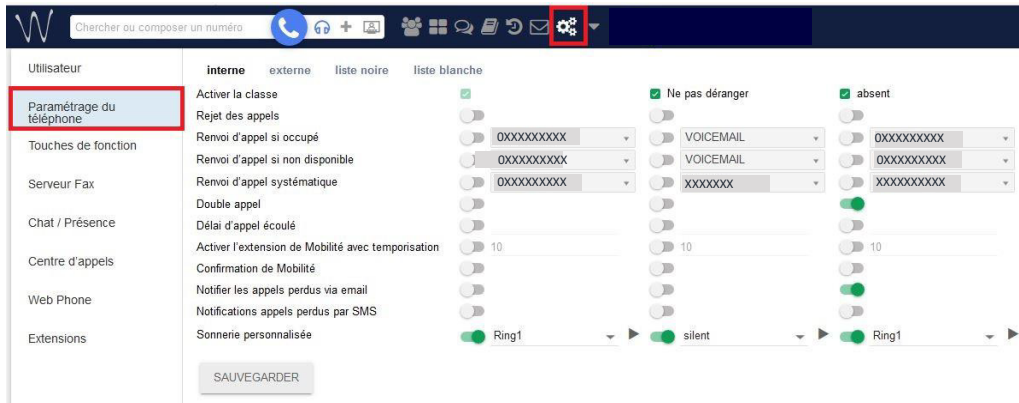 Chercher ou composer un numéro
Utilisateur
Paramétrage du
téléphone
Touches de fonction
Serveur Fax
Chat / Présence
Centre d'appels
Web Phone
Extensions
interne externe liste noire liste blanche
Activer la classe Ne pas déranger absent
Rejet des appels
Renvoi d'appel si occupé 0XXXXXXXXX VOICEMAIL 0XXXXXXXXX
Renvoi d'appel si non disponible 0XXXXXXXXX VOICEMAIL 0XXXXXXXXX
Renvoi d'appel systématique 0XXXXXXXXX XXXXXXX XXXXXXXXXX
Double appel
Délai d'appel écoulé
Activer l'extension de Mobilité avec temporisation 10 10 10
Confirmation de Mobilité
Notifier les appels perdus via email
Notifications appels perdus par SMS
Sonnerie personnalisée Ring1 silent Ring1
SAUVEGARDER